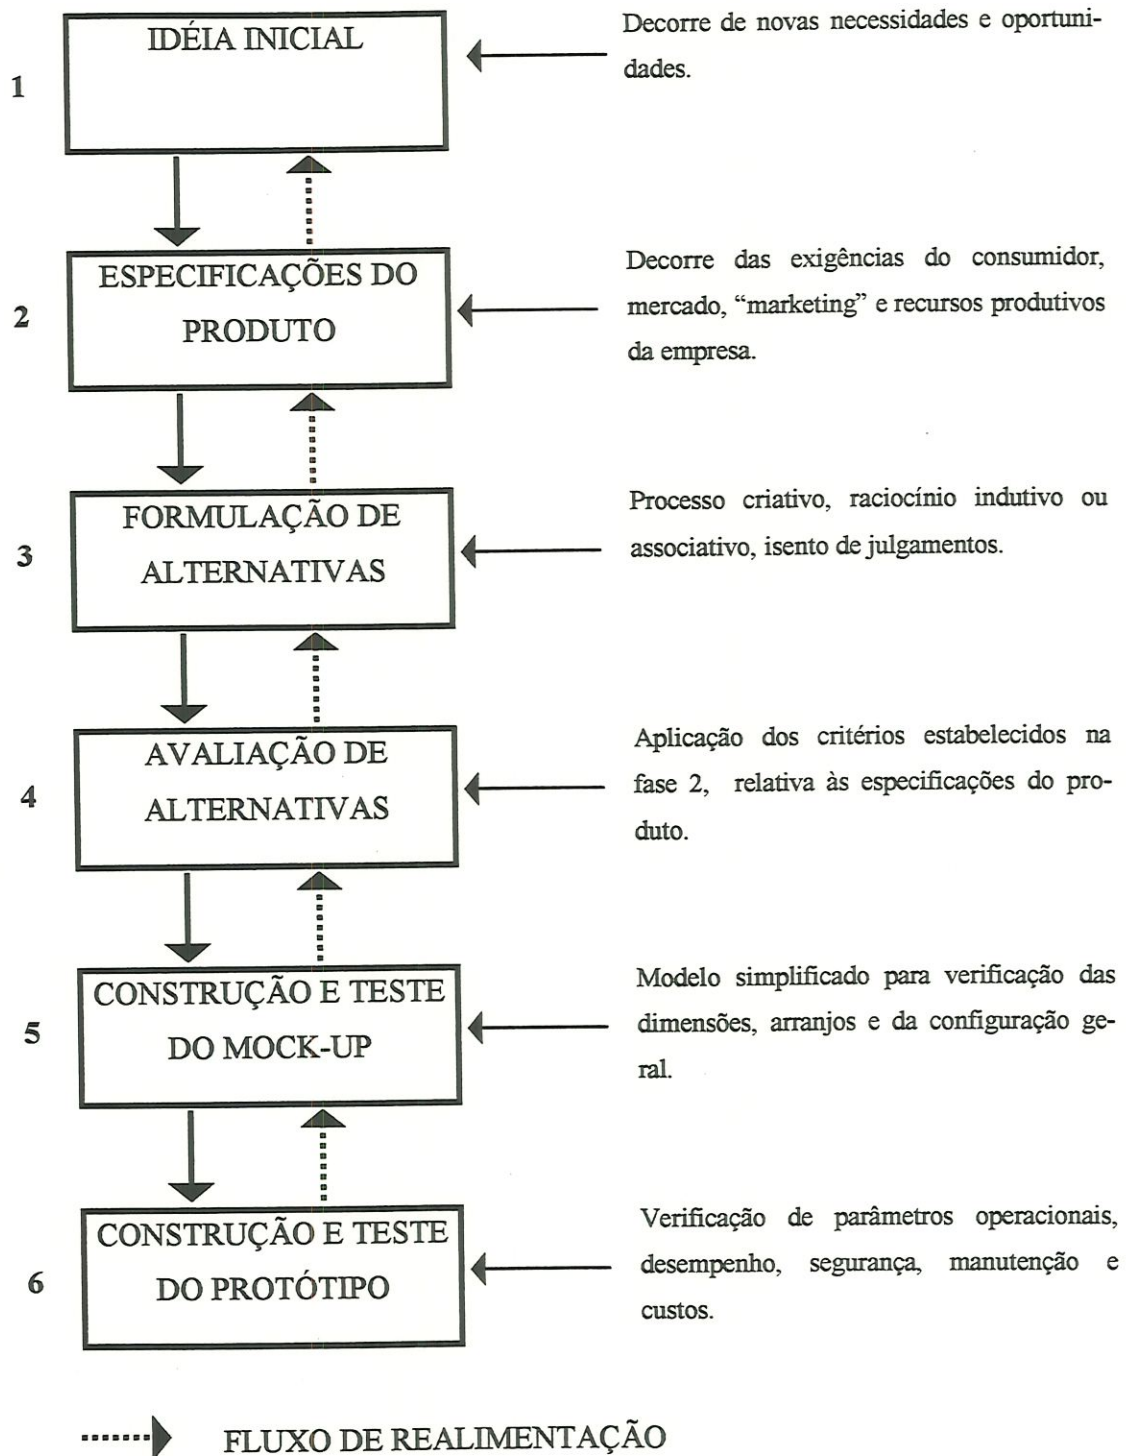 1
IDÉIA INICIAL
Decorre de novas necessidades e oportuni-
dades.
2
ESPECIFICAÇÕES DO
PRODUTO
Decorre das exigências do consumidor,
mercado, “marketing” e recursos produtivos
da empresa.
3
FORMULAÇÃO DE
ALTERNATIVAS
Processo criativo, raciocínio indutivo ou
associativo, isento de julgamentos.
4
AVALIAÇÃO DE
ALTERNATIVAS
Aplicação dos critérios estabelecidos na
fase 2, relativa às especificações do pro-
duto.
5
CONSTRUÇÃO E TESTE
DO MOCK-UP
Modelo simplificado para verificação das
dimensões, arranjos e da configuração ge-
ral.
6
CONSTRUÇÃO E TESTE
DO PROTÓTIPO
Verificação de parâmetros operacionais,
desempenho, segurança, manutenção e
custos.
FLUXO DE REALIMENTAÇÃO